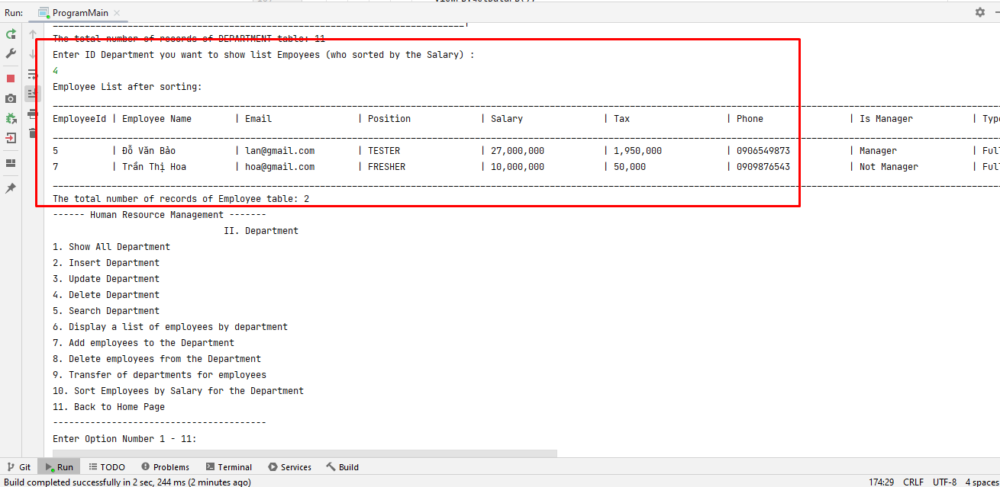 Run: ProgramMain
The total number of records of DEPARTMENT table: 11
Enter ID Department you want to show list Empoyees (who sorted by the Salary) :
4
Employee List after sorting:
EmployeeId | Employee Name | Email | Position | Salary | Tax | Phone | Is Manager | Typ
5 | Đỗ Văn Bảo | lan@gmail.com | TESTER | 27,000,000 | 1,950,000 | 0906549873 | Manager | Ful
7 | Trần Thị Hoa | hoa@gmail.com | FRESHER | 10,000,000 | 50,000 | 0909876543 | Not Manager | Ful
The total number of records of Employee table: 2
------ Human Resource Management -------
II. Department
1. Show All Department
2. Insert Department
3. Update Department
4. Delete Department
5. Search Department
6. Display a list of employees by department
7. Add employees to the Department
8. Delete employees from the Department
9. Transfer of departments for employees
10. Sort Employees by Salary for the Department
11. Back to Home Page
----------------------------------------
Enter Option Number 1 - 11:
Git Run TODO Problems Terminal Services Build
Build completed successfully in 2 sec, 244 ms (2 minutes ago) 174:29 CRLF UTF-8 4 spaces